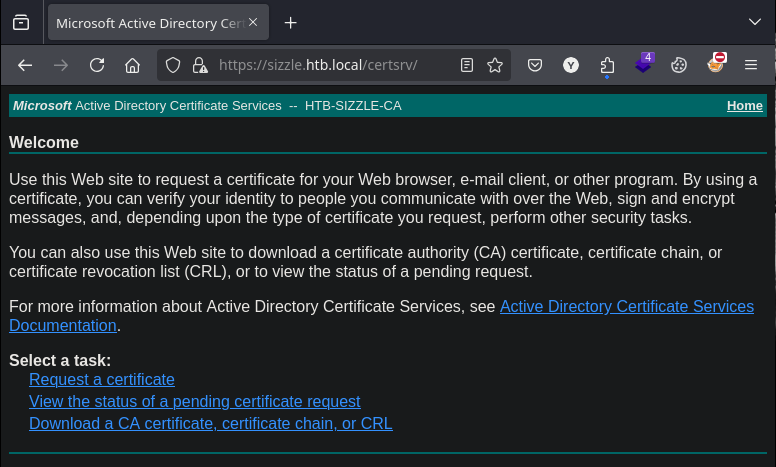 Microsoft Active Directory Cert
https://sizzle.htb.local/certsrv/
Y
4
Microsoft Active Directory Certificate Services -- HTB-SIZZLE-CA Home
Welcome
Use this Web site to request a certificate for your Web browser, e-mail client, or other program. By using a
certificate, you can verify your identity to people you communicate with over the Web, sign and encrypt
messages, and, depending upon the type of certificate you request, perform other security tasks.
You can also use this Web site to download a certificate authority (CA) certificate, certificate chain, or
certificate revocation list (CRL), or to view the status of a pending request.
For more information about Active Directory Certificate Services, see Active Directory Certificate Services
Documentation.
Select a task:
Request a certificate
View the status of a pending certificate request
Download a CA certificate, certificate chain, or CRL